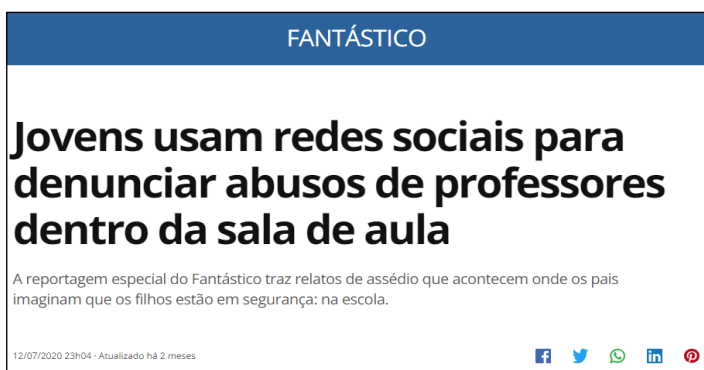 FANTÁSTICO
Jovens usam redes sociais para
denunciar abusos de professores
dentro da sala de aula
A reportagem especial do Fantástico traz relatos de assédio que acontecem onde os pais
imaginam que os filhos estão em segurança: na escola.
12/07/2020 23h04 · Atualizado há 2 meses